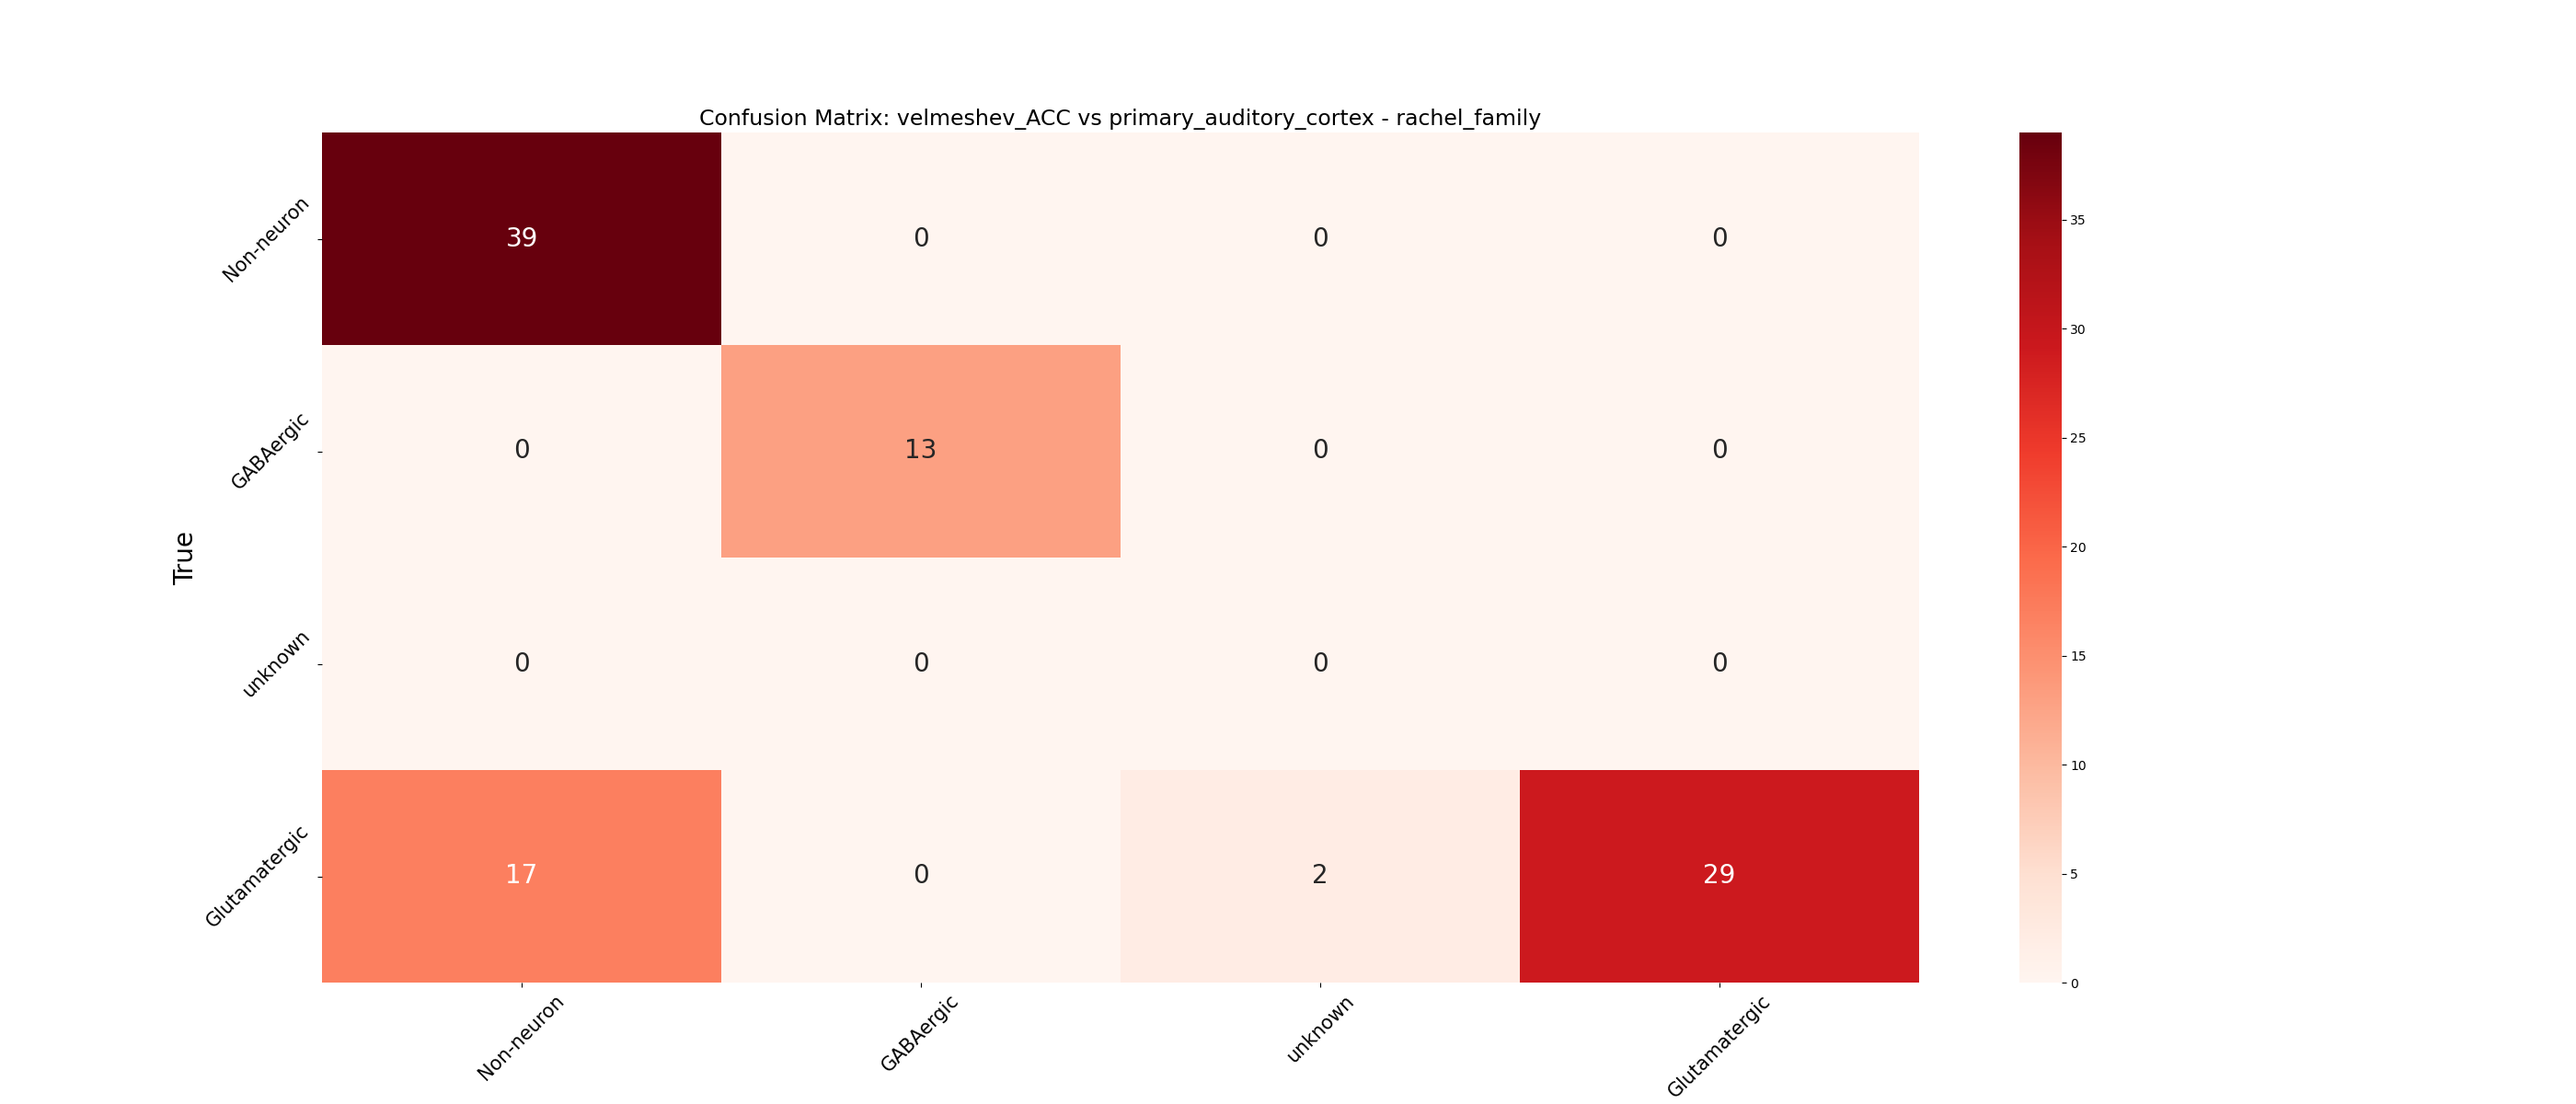 Confusion Matrix: velmeshev_ACC vs primary_auditory_cortex - rachel_family
True
Non-neuron
39 0 0 0
GABAergic
0 13 0 0
unknown
0 0 0 0
Glutamatergic
17 0 2 29
Non-neuron GABAergic unknown Glutamatergic
35
30
25
20
15
10
5
0